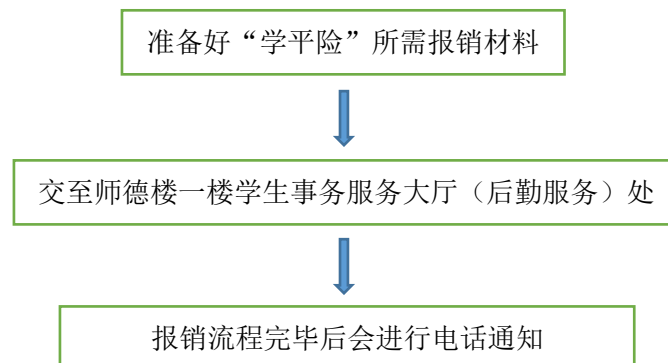 准备好“学平险”所需报销材料
交至师德楼一楼学生事务服务大厅（后勤服务）处
报销流程完毕后会进行电话通知